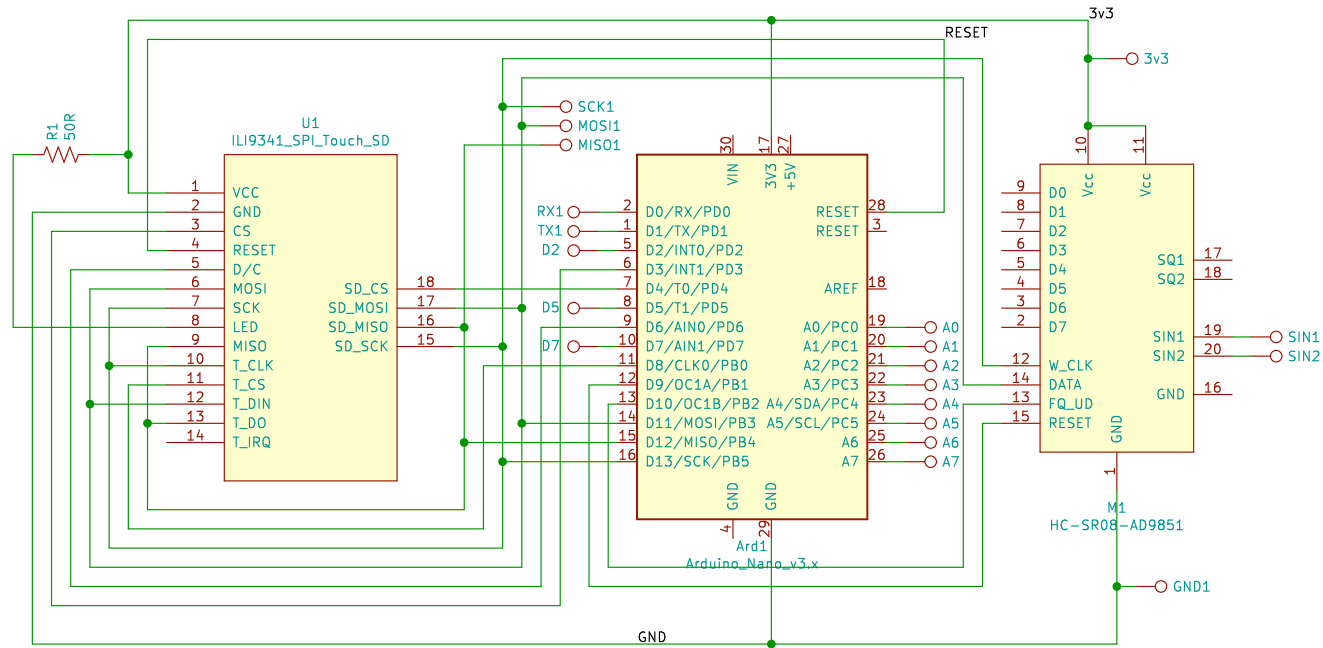 3v3
RESET
3v3
R1
50R
U1
ILI9341_SPI_Touch_SD
SCK1
MOSI1
MISO1
1 VCC
2 GND
3 CS
4 RESET
5 D/C
6 MOSI
7 SCK
8 LED
9 MISO
10 T_CLK
11 T_CS
12 T_DIN
13 T_DO
14 T_IRQ
SD_CS 18
SD_MOSI 17
SD_MISO 16
SD_SCK 15
30 VIN
17 3V3
27 +5V
RX1 2 D0/RX/PD0
TX1 1 D1/TX/PD1
D2 5 D2/INT0/PD2
6 D3/INT1/PD3
7 D4/T0/PD4
D5 8 D5/T1/PD5
9 D6/AIN0/PD6
D7 10 D7/AIN1/PD7
11 D8/CLK0/PB0
12 D9/OC1A/PB1
13 D10/OC1B/PB2
14 D11/MOSI/PB3
15 D12/MISO/PB4
16 D13/SCK/PB5
RESET 28
RESET 3
AREF 18
A0/PC0 19 A0
A1/PC1 20 A1
A2/PC2 21 A2
A3/PC3 22 A3
A4/SDA/PC4 23 A4
A5/SCL/PC5 24 A5
A6 25 A6
A7 26 A7
GND 4
GND 29
Ard1
Arduino_Nano_v3.x
10 Vcc
11 Vcc
9 D0
8 D1
7 D2
6 D3
5 D4
4 D5
3 D6
2 D7
12 W_CLK
14 DATA
13 FQ_UD
15 RESET
SQ1 17
SQ2 18
SIN1 19 SIN1
SIN2 20 SIN2
GND 16
GND 1
M1
HC-SR08-AD9851
GND1
GND